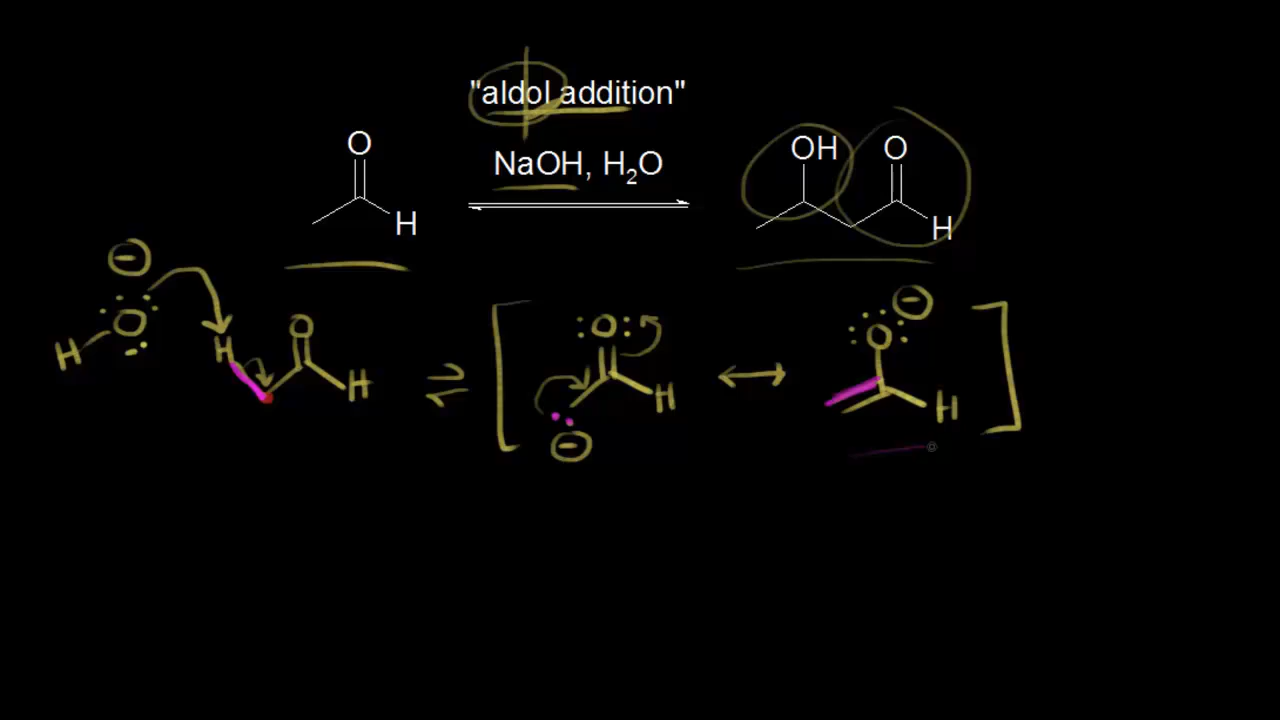 "aldol addition"
O
NaOH, H₂O
OH O
H
H
⊖
H O H O H
O H
⊖
⊖
O H